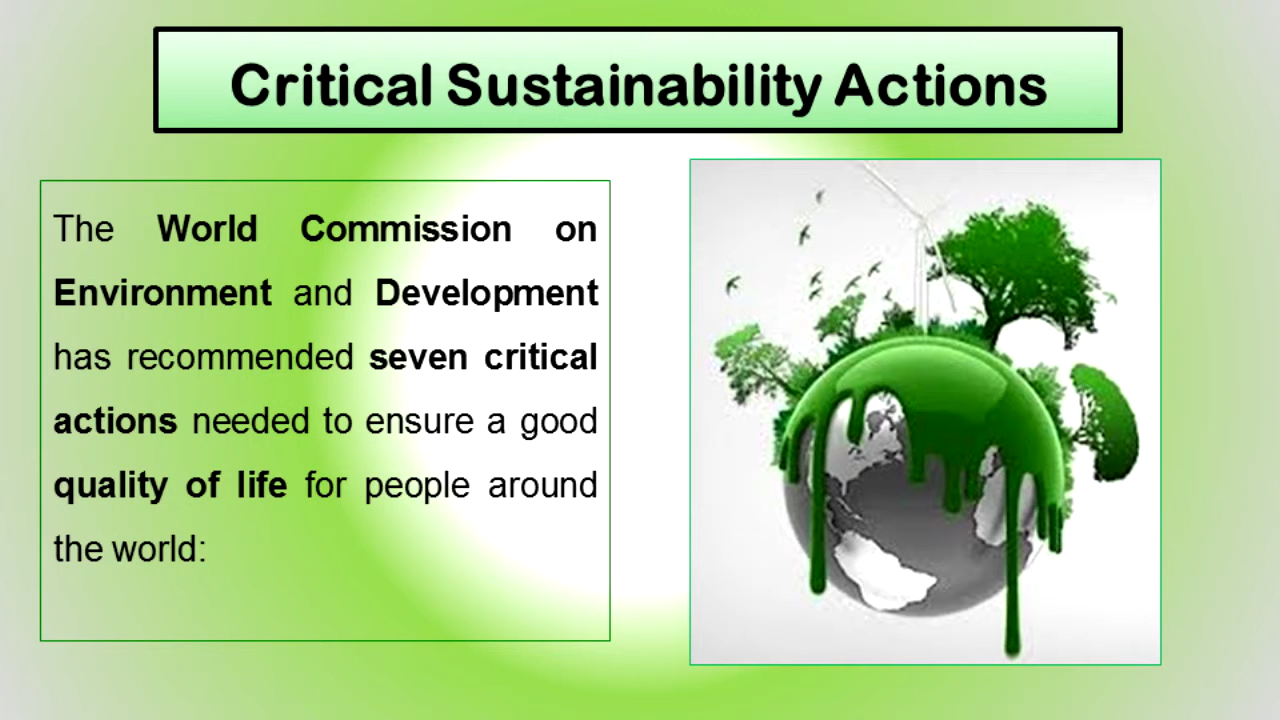 Critical Sustainability Actions
The World Commission on
Environment and Development
has recommended seven critical
actions needed to ensure a good
quality of life for people around
the world: